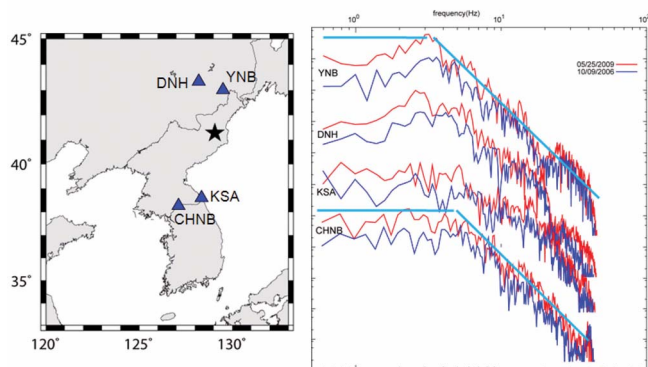 frequency(Hz)
10⁰
10¹
10²
45°
40°
35°
120°
125°
130°
DNH
YNB
KSA
CHNB
YNB
DNH
KSA
CHNB
05/25/2009
10/09/2006